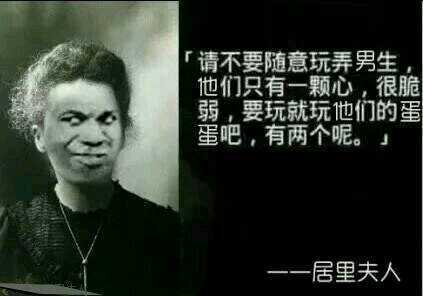 「请不要随意玩弄男生，
他们只有一颗心，很脆
弱，要玩就玩他们的蛋
蛋吧，有两个呢。」
——居里夫人